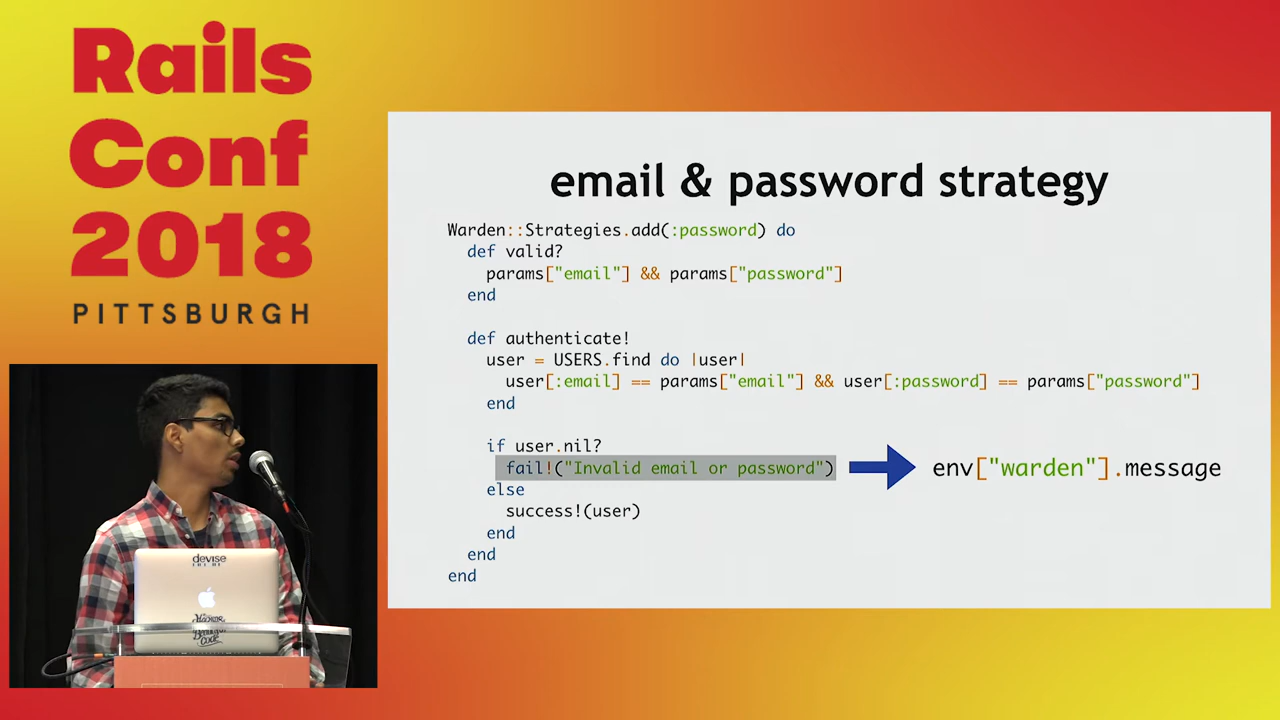 Rails
Conf
2018
PITTSBURGH
email & password strategy
Warden::Strategies.add(:password) do
def valid?
params["email"] && params["password"]
end
def authenticate!
user = USERS.find do |user|
user[:email] == params["email"] && user[:password] == params["password"]
end
if user.nil?
fail!("Invalid email or password")
env["warden"].message
else
success!(user)
end
end
end
devise